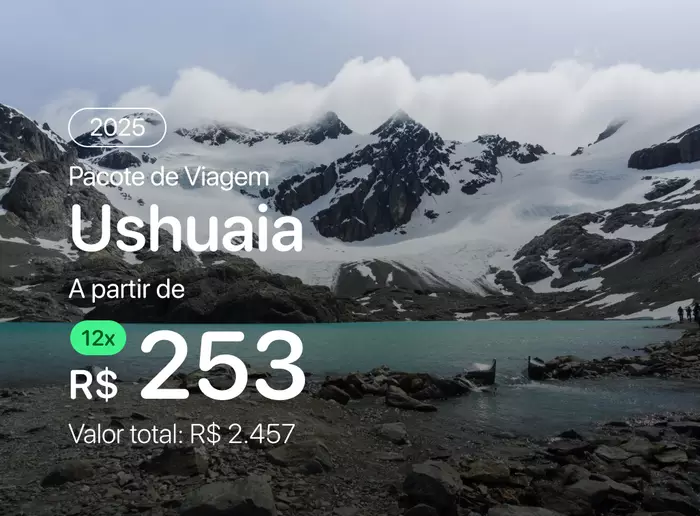 2025
Pacote de Viagem
Ushuaia
A partir de
12x
R$ 253
Valor total: R$ 2.457